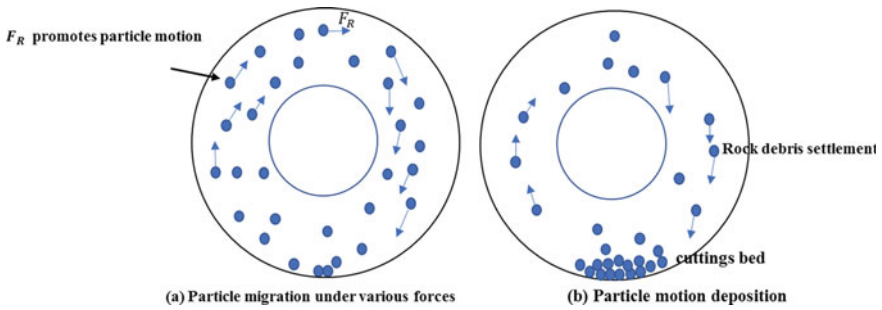 F_R
F_R promotes particle motion
Rock debris settlement
cuttings bed
(a) Particle migration under various forces
(b) Particle motion deposition